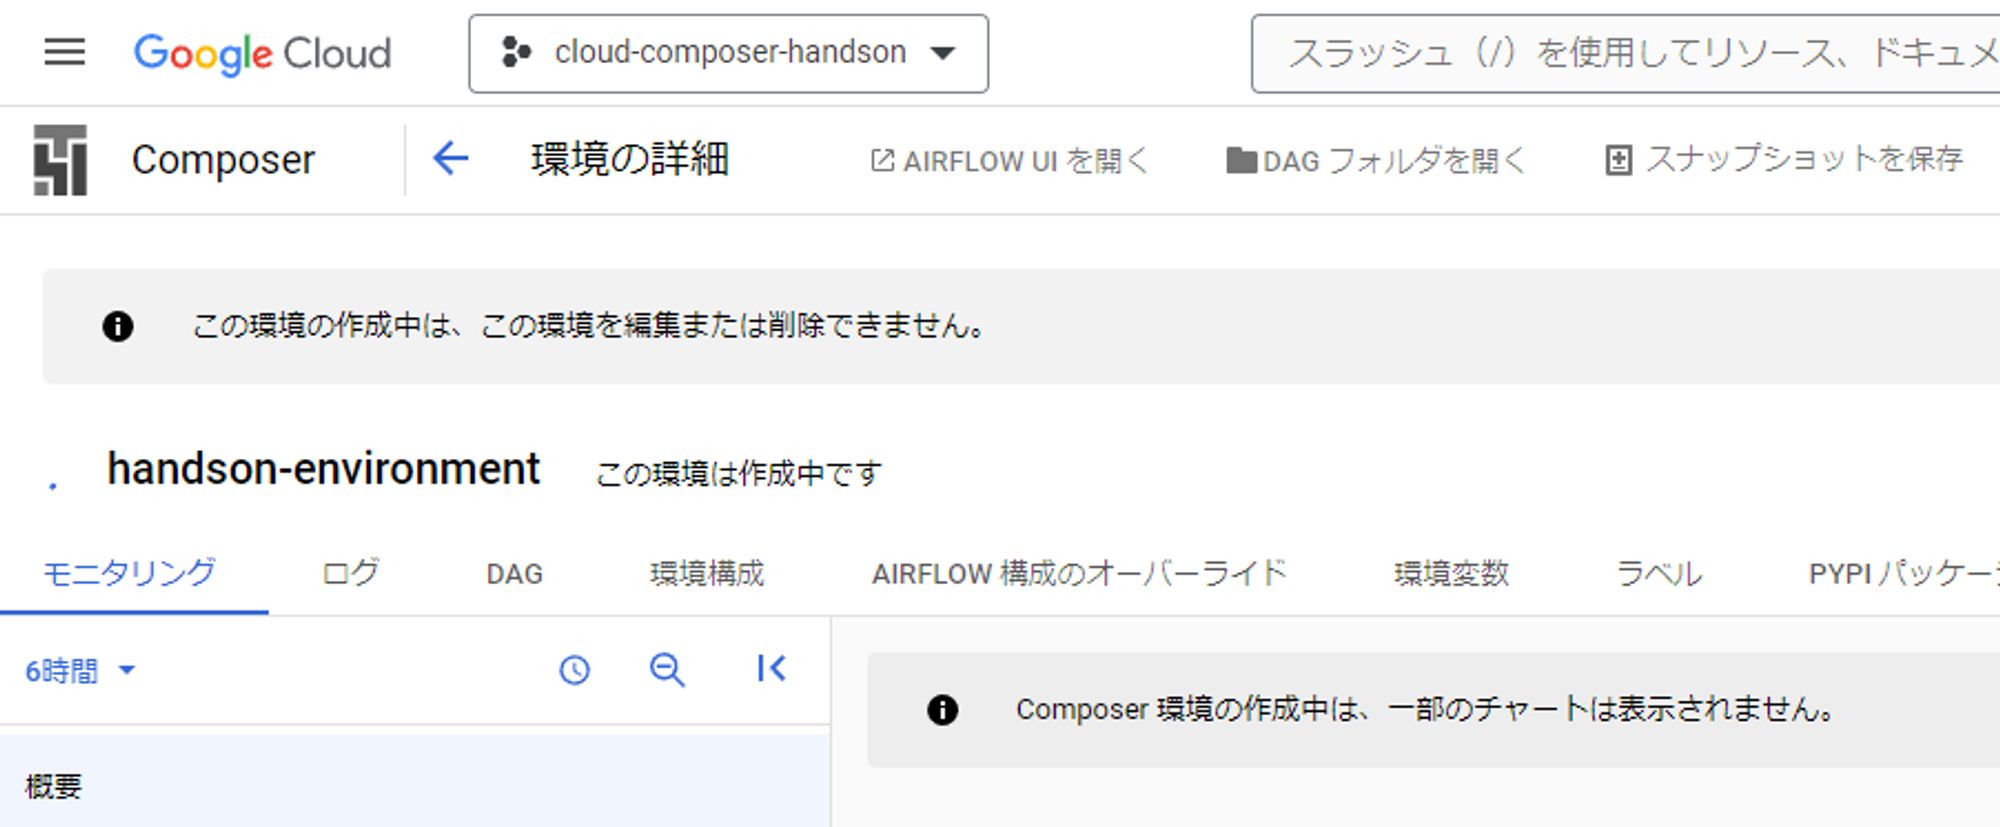 Google Cloud cloud-composer-handson スラッシュ（/）を使用してリソース、ドキュメ
Composer 環境の詳細 AIRFLOW UI を開く DAG フォルダを開く スナップショットを保存
この環境の作成中は、この環境を編集または削除できません。
handson-environment この環境は作成中です
モニタリング ログ DAG 環境構成 AIRFLOW 構成のオーバーライド 環境変数 ラベル PYPI パッケー
6時間
Composer 環境の作成中は、一部のチャートは表示されません。
概要